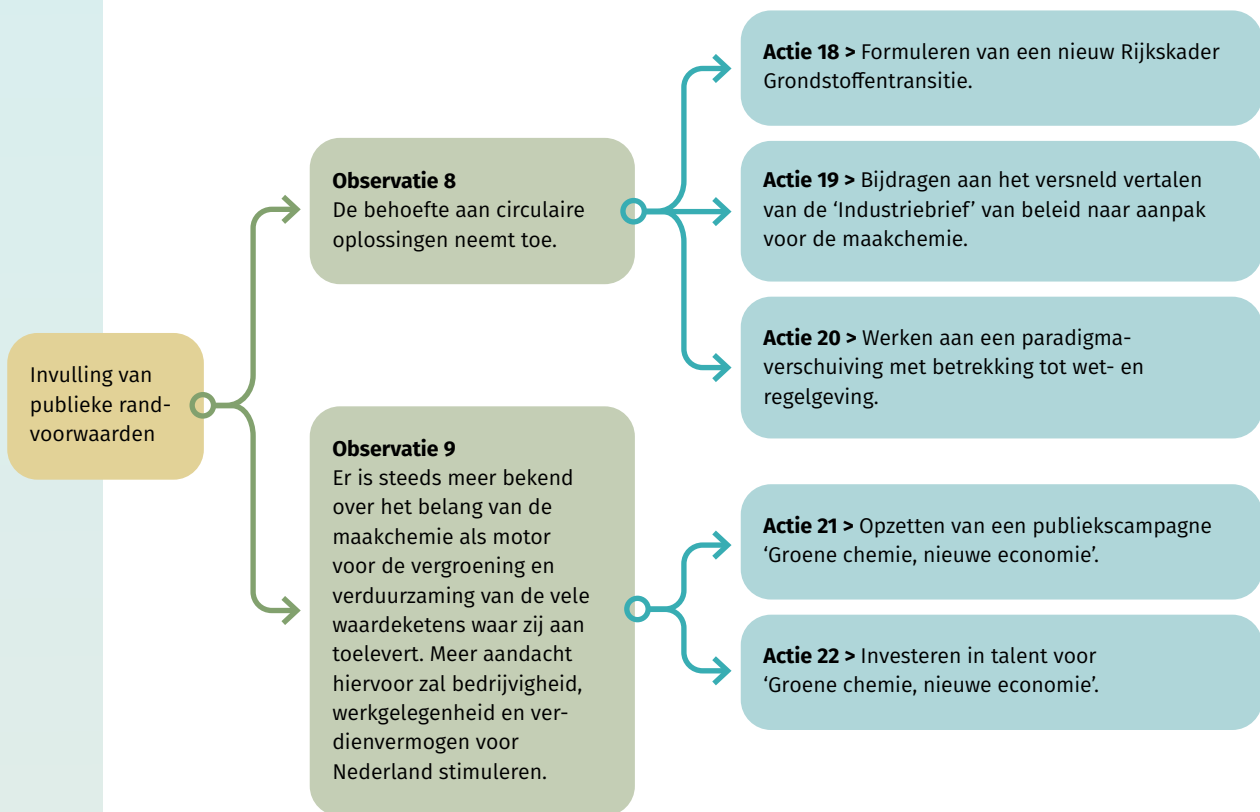 Invulling van
publieke rand-
voorwaarden
Observatie 8
De behoefte aan circulaire
oplossingen neemt toe.
Actie 18 > Formuleren van een nieuw Rijkskader
Grondstoffentransitie.
Actie 19 > Bijdragen aan het versneld vertalen
van de ‘Industriebrief’ van beleid naar aanpak
voor de maakchemie.
Actie 20 > Werken aan een paradigma-
verschuiving met betrekking tot wet- en
regelgeving.
Observatie 9
Er is steeds meer bekend
over het belang van de
maakchemie als motor
voor de vergroening en
verduurzaming van de vele
waardeketens waar zij aan
toelevert. Meer aandacht
hiervoor zal bedrijvigheid,
werkgelegenheid en ver-
dienvermogen voor
Nederland stimuleren.
Actie 21 > Opzetten van een publiekscampagne
‘Groene chemie, nieuwe economie’.
Actie 22 > Investeren in talent voor
‘Groene chemie, nieuwe economie’.